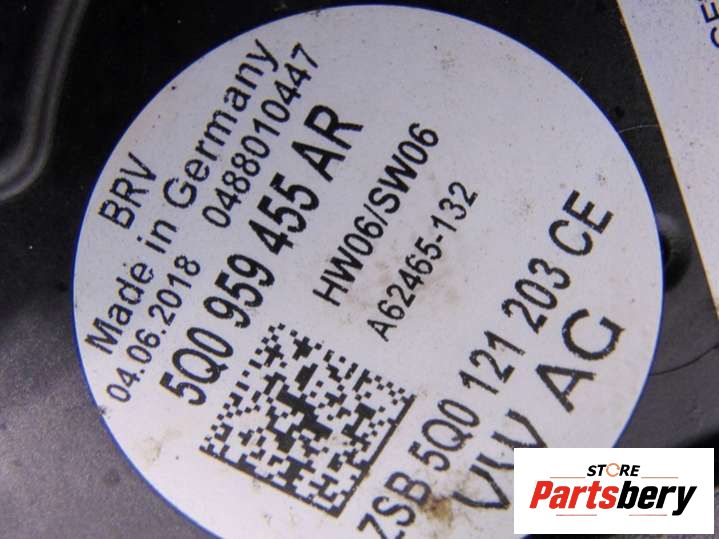 BRV
Made in Germany
04.06.2018 0488010447
5Q0 959 455 AR
HW06/SW06
A62465-132
ZSB 5Q0 121 203 CE
VW AG
STORE
Partsbery